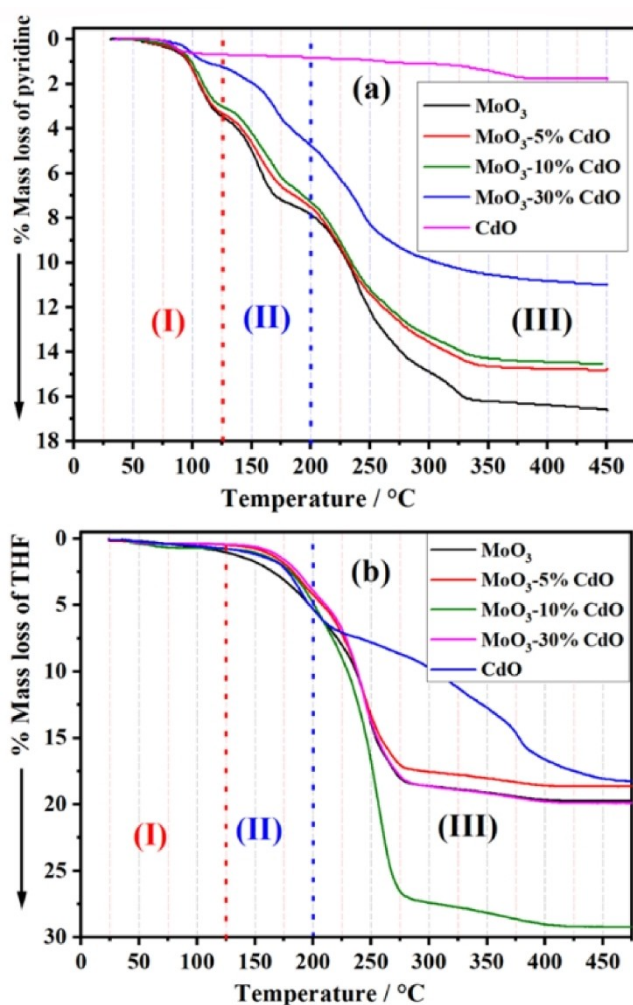 % Mass loss of pyridine
0
2
4
6
8
10
12
14
16
18
(a)
MoO₃
MoO₃-5% CdO
MoO₃-10% CdO
MoO₃-30% CdO
CdO
(I)
(II)
(III)
0 50 100 150 200 250 300 350 400 450
Temperature / °C
% Mass loss of THF
0
5
10
15
20
25
30
(b)
MoO₃
MoO₃-5% CdO
MoO₃-10% CdO
MoO₃-30% CdO
CdO
(I)
(II)
(III)
0 50 100 150 200 250 300 350 400 450
Temperature / °C